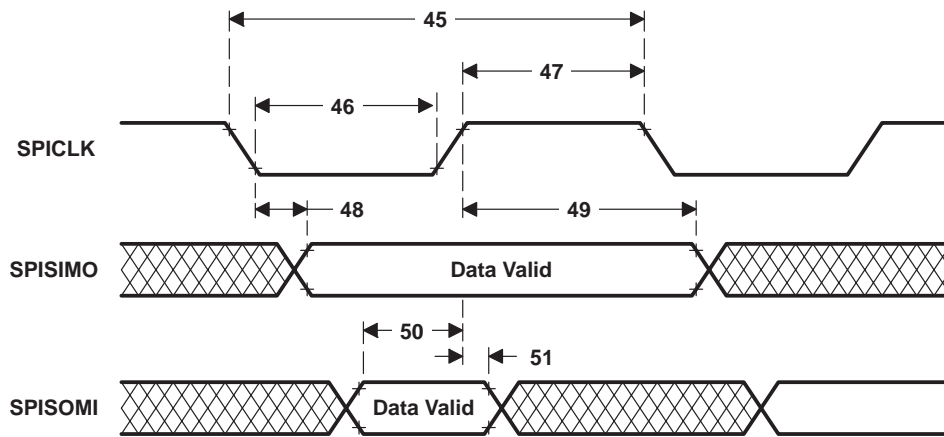 45
47
46
SPICLK
48
49
SPISIMO
Data Valid
50
51
SPISOMI
Data Valid